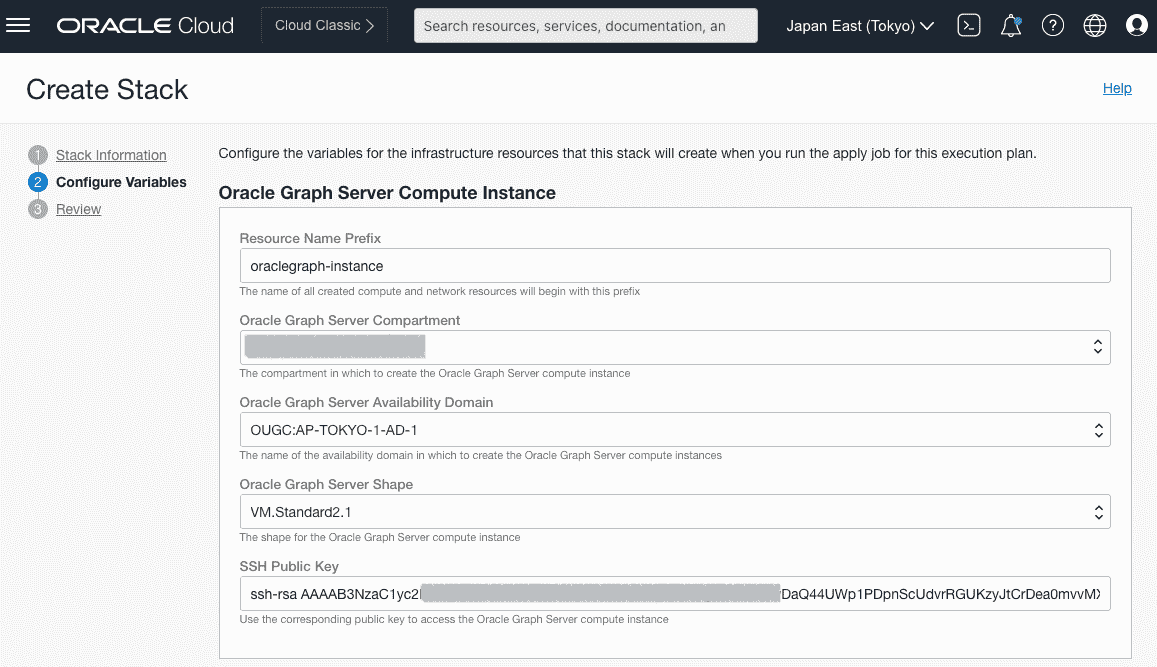 ORACLE Cloud
Cloud Classic
Search resources, services, documentation, an
Japan East (Tokyo)
Create Stack
Help
1 Stack Information
2 Configure Variables
3 Review
Configure the variables for the infrastructure resources that this stack will create when you run the apply job for this execution plan.
Oracle Graph Server Compute Instance
Resource Name Prefix
oraclegraph-instance
The name of all created compute and network resources will begin with this prefix
Oracle Graph Server Compartment
The compartment in which to create the Oracle Graph Server compute instance
Oracle Graph Server Availability Domain
OUGC:AP-TOKYO-1-AD-1
The name of the availability domain in which to create the Oracle Graph Server compute instances
Oracle Graph Server Shape
VM.Standard2.1
The shape for the Oracle Graph Server compute instance
SSH Public Key
ssh-rsa AAAAB3NzaC1yc2 DaQ44UWp1PDpnScUdvrRGUKzyJtCrDea0mvvM
Use the corresponding public key to access the Oracle Graph Server compute instance